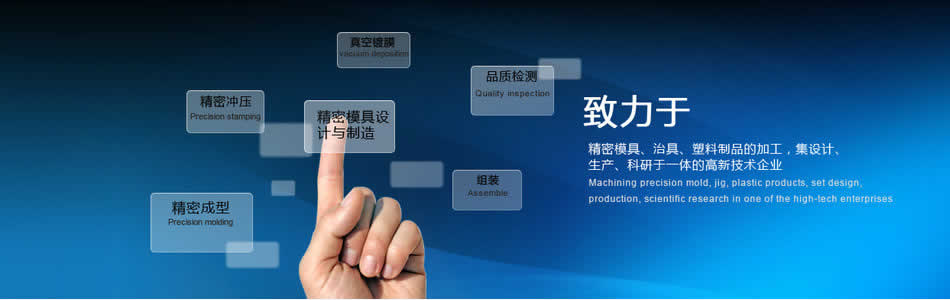 真空镀膜
vacuum deposition
品质检测
Quality inspection
精密冲压
Precision stamping
精密模具设
计与制造
组装
Assemble
精密成型
Precision molding
致力于
精密模具、治具、塑料制品的加工，集设计、
生产、科研于一体的高新技术企业
Machining precision mold, jig, plastic products, set design,
production, scientific research in one of the high-tech enterprises